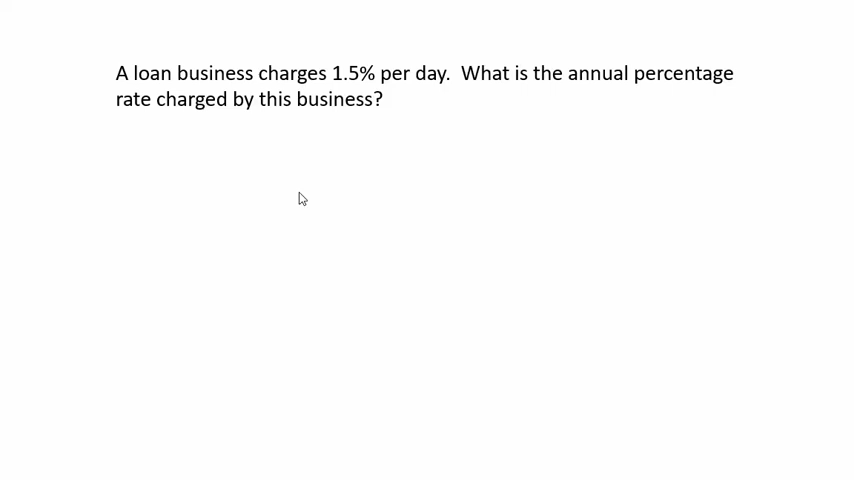 A loan business charges 1.5% per day.  What is the annual percentage
rate charged by this business?